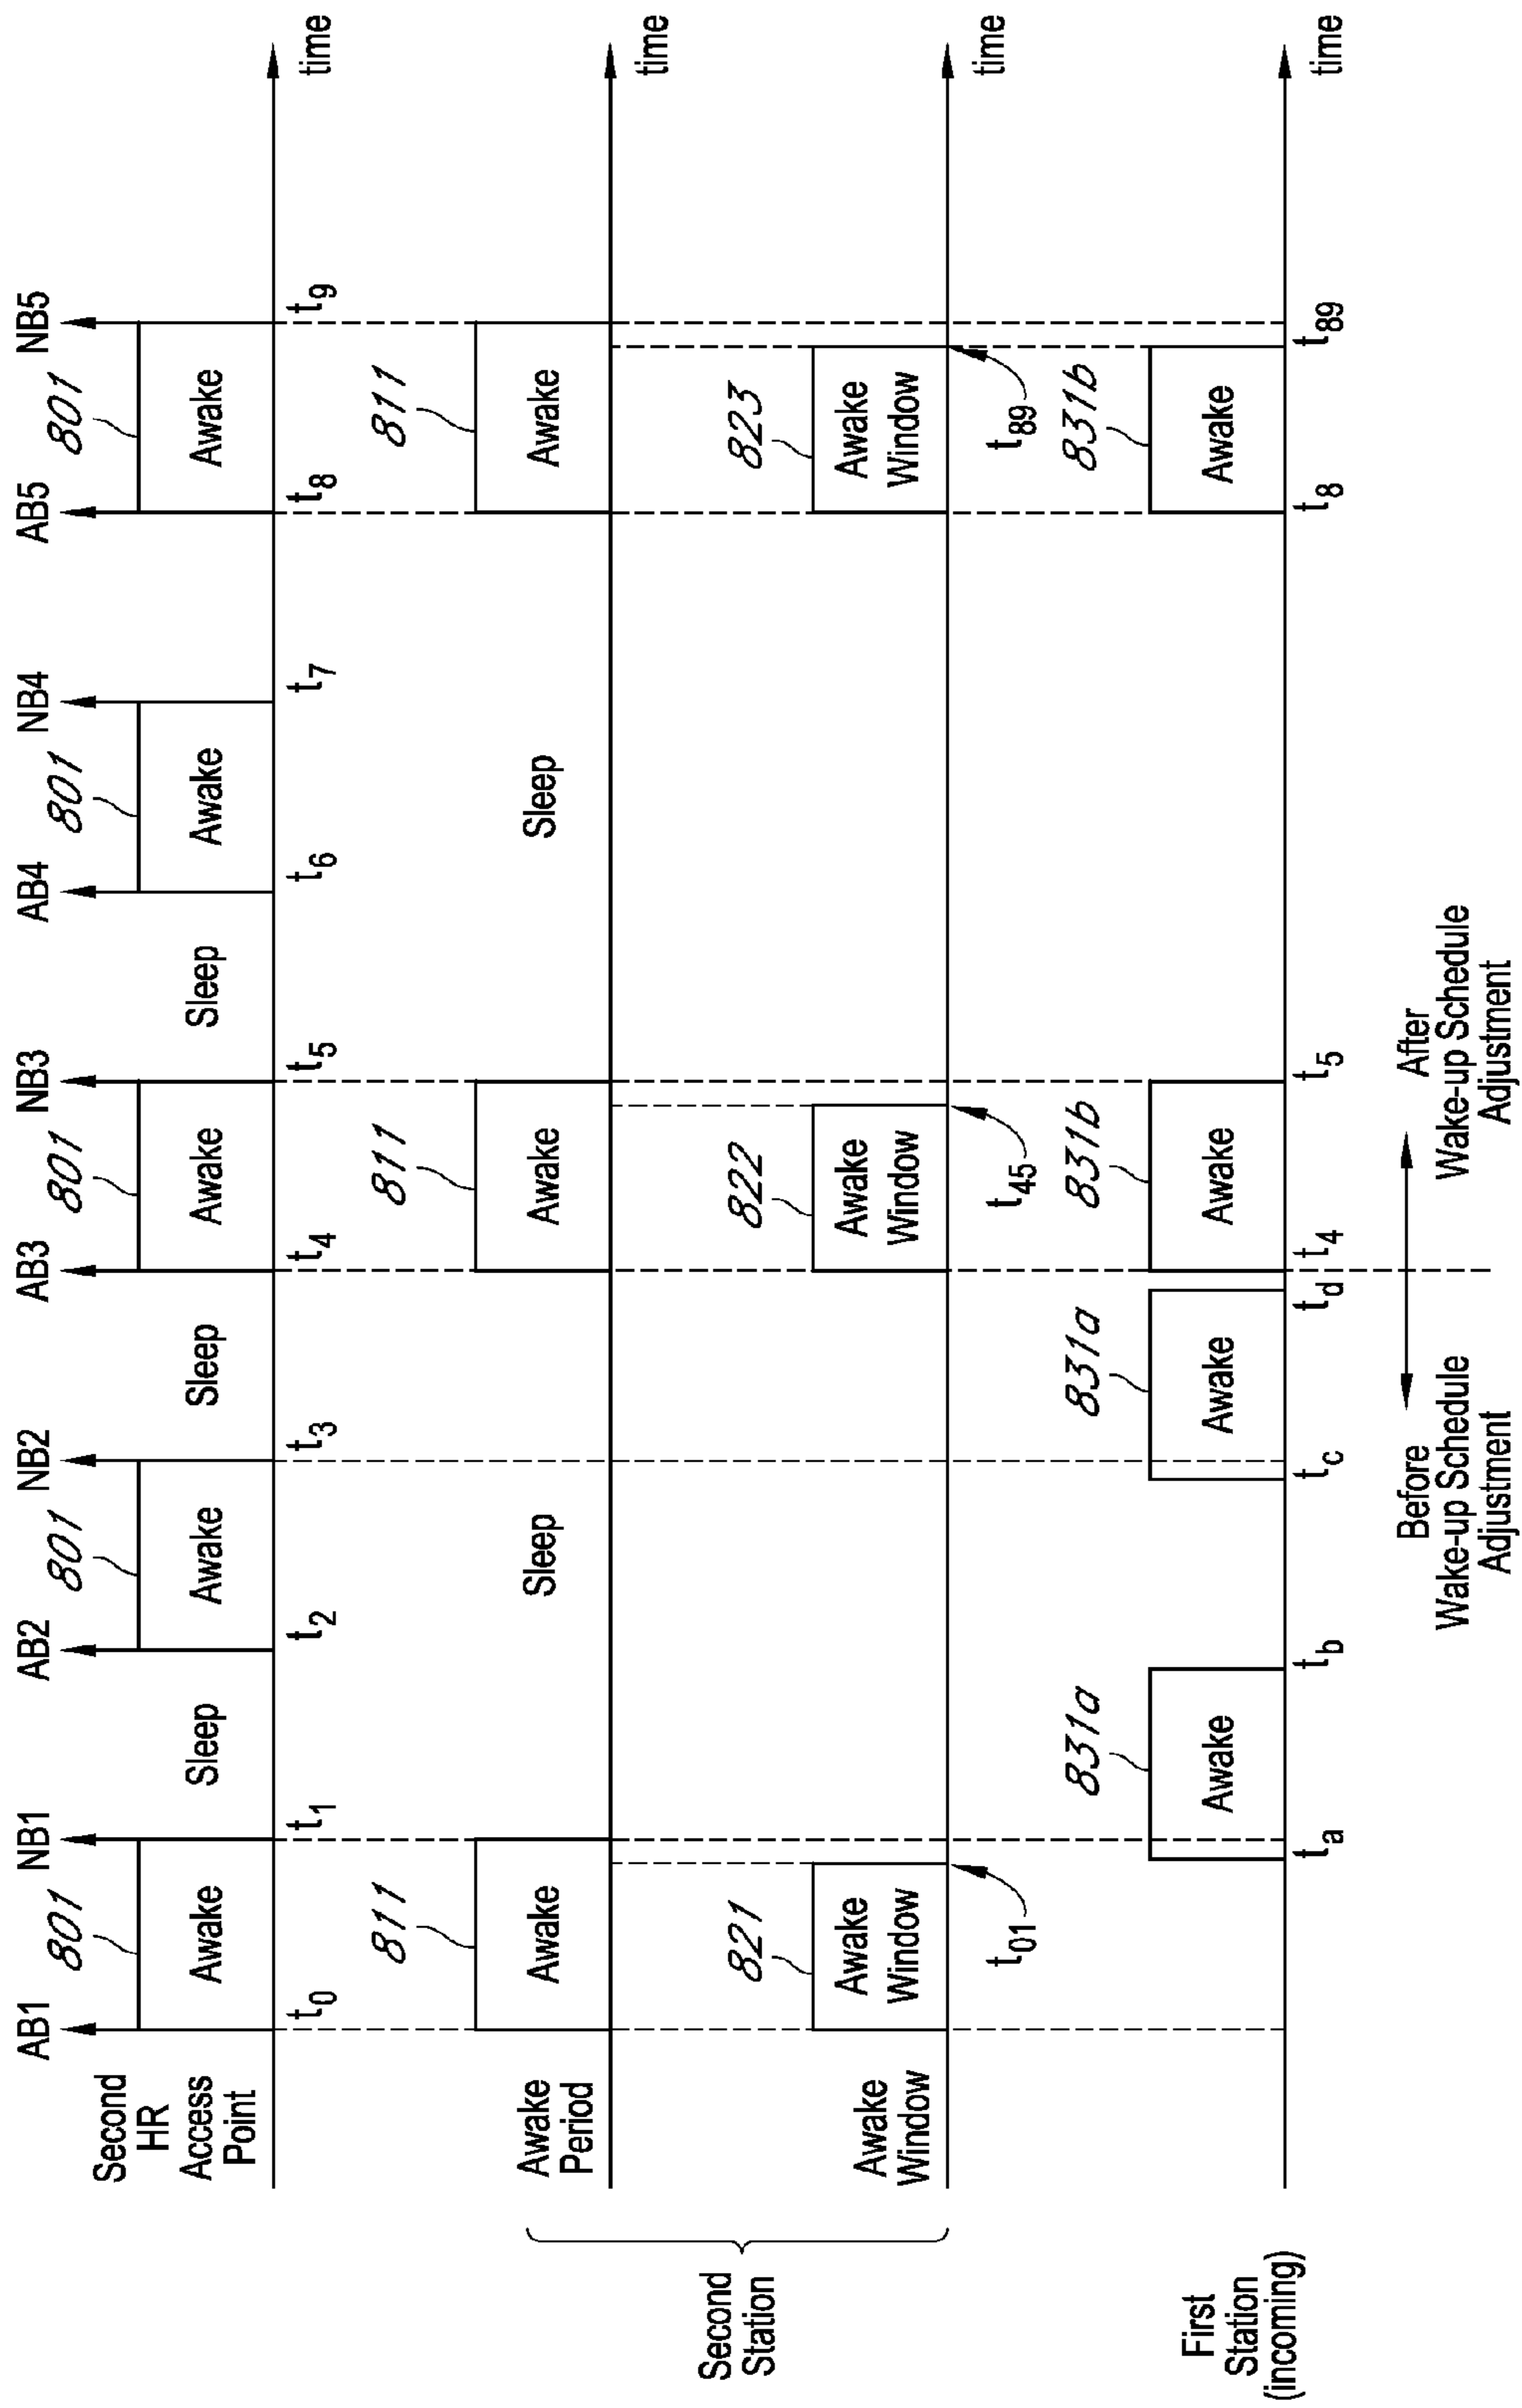 AB1 NB1 AB2 NB2 AB3 NB3 AB4 NB4 AB5 NB5
801 801 801 801 801
Second
HR
Access
Point
Awake Sleep Awake Sleep Awake Sleep Awake Awake
t0 t1 t2 t3 t4 t5 t6 t7 t8 t9
time
811 811 811
Awake
Period
Awake Sleep Awake Sleep Awake
time
Second
Station
821 822 823
Awake
Window
Awake
Window
Awake
Window
Awake
Window
time
t01 t45 t89
831a 831a 831b 831b
First
Station
(incoming)
Awake Awake Awake Awake
ta tb tc td t4 t5 t8 t89
time
Before
Wake-up Schedule
Adjustment
After
Wake-up Schedule
Adjustment